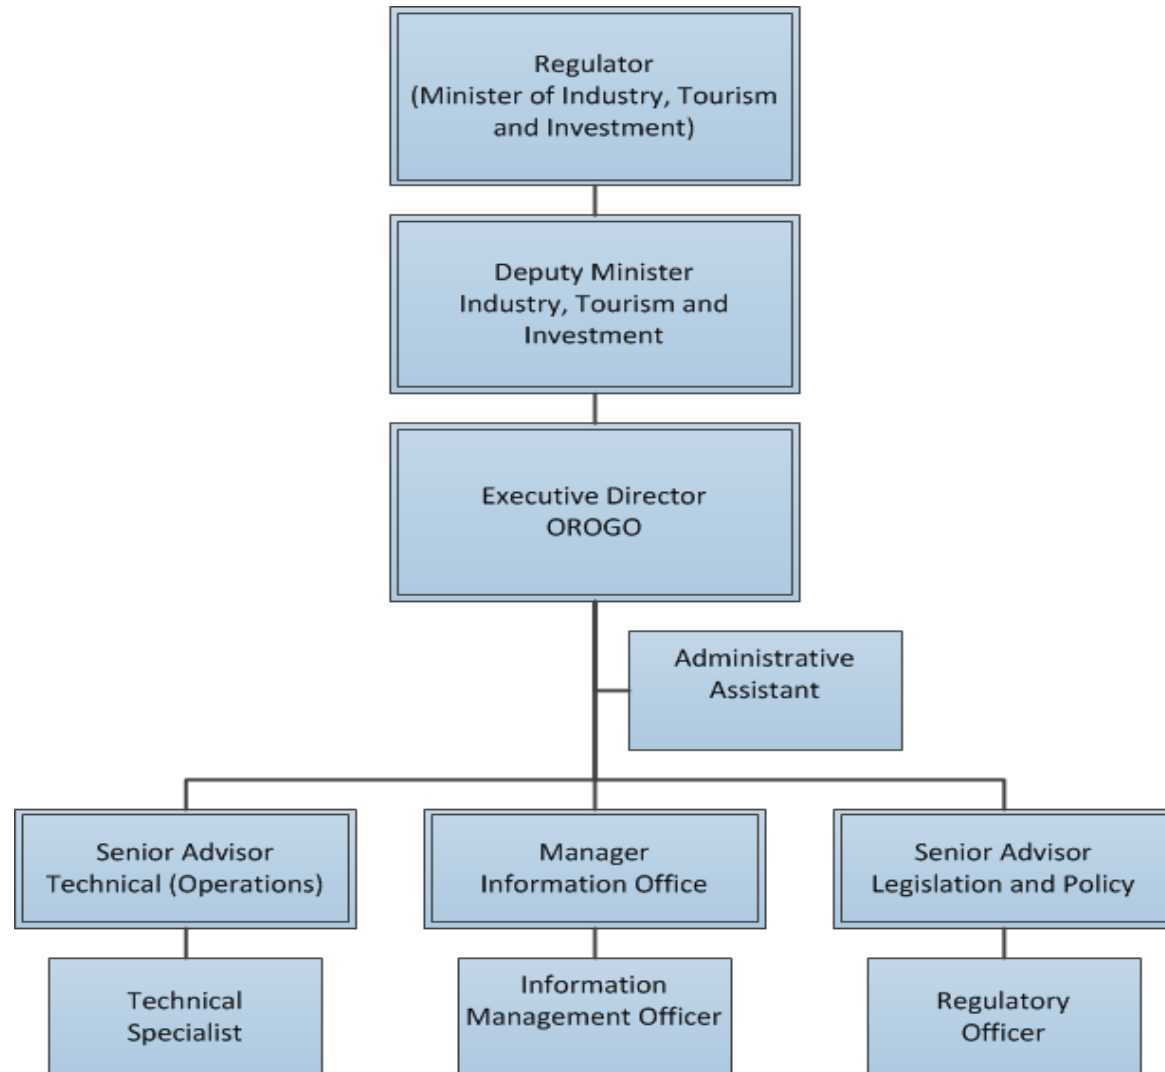 Regulator
(Minister of Industry, Tourism
and Investment)
Deputy Minister
Industry, Tourism and
Investment
Executive Director
OROGO
Administrative
Assistant
Senior Advisor
Technical (Operations)
Manager
Information Office
Senior Advisor
Legislation and Policy
Technical
Specialist
Information
Management Officer
Regulatory
Officer